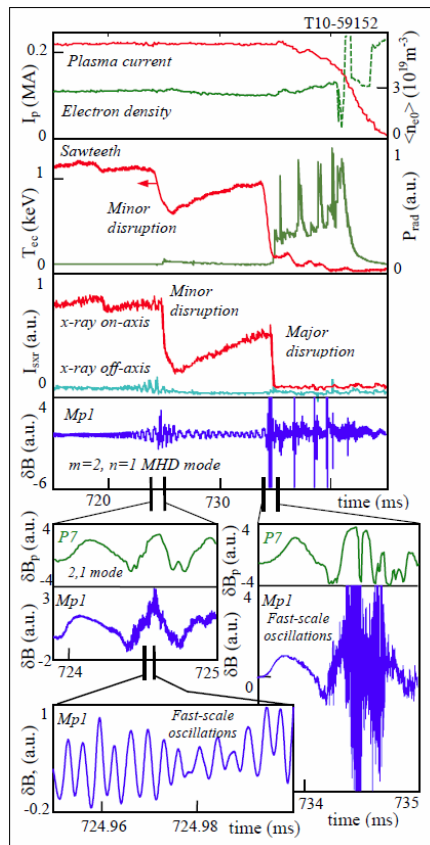 T10-59152
0.2
Plasma current
3
Electron density
I_p (MA)
<n_e0> (10^19 m^-3)
0
0
Sawteeth
1
1
Minor
disruption
T_ec (keV)
P_rad (a.u.)
0
0
1
Minor
disruption
x-ray on-axis
Major
disruption
x-ray off-axis
I_sxr (a.u.)
0
4
Mp1
δB (a.u.)
m=2, n=1 MHD mode
-6
720
730
time (ms)
4
P7
δB_p (a.u.)
2,1 mode
-4
3
Mp1
δB (a.u.)
-2
724
725
4
P7
δB_p (a.u.)
-4
4
Mp1
Fast-scale
oscillations
δB (a.u.)
0
734
735
time (ms)
1
Mp1
Fast-scale
oscillations
δB, (a.u.)
-0.2
724.96
724.98
time (ms)